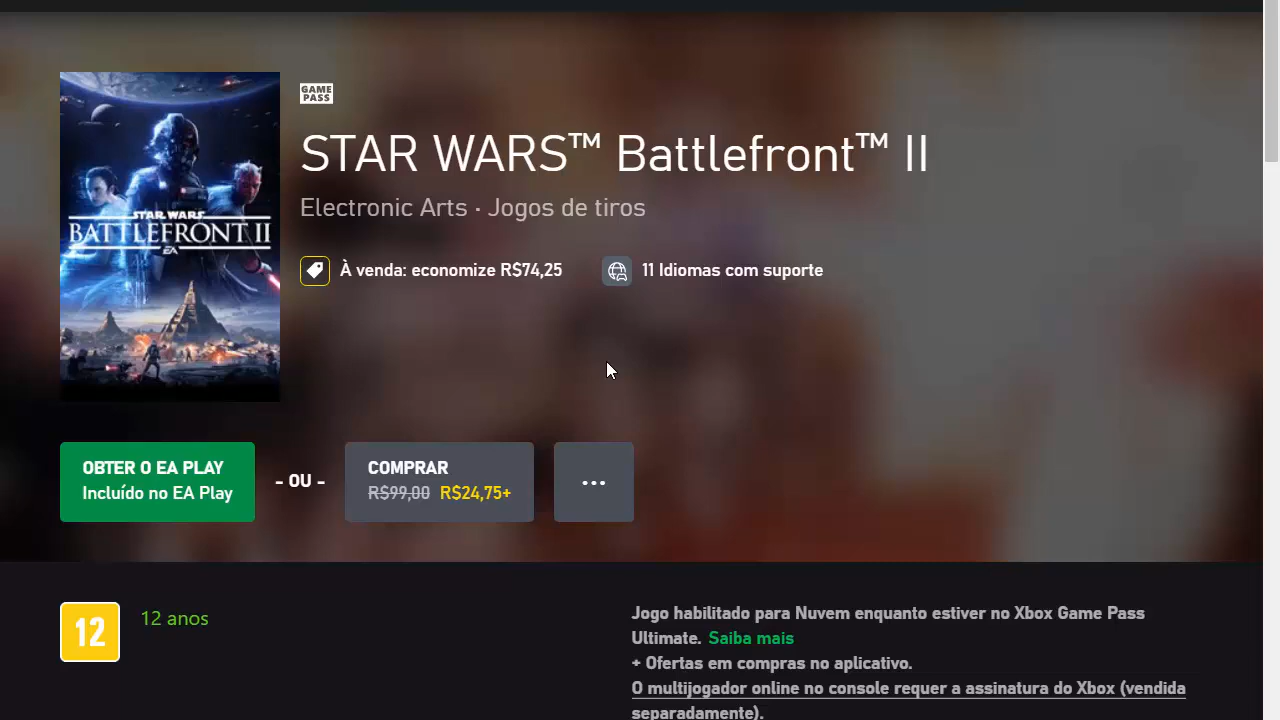 GAME
PASS
STAR WARS™ Battlefront™ II
Electronic Arts · Jogos de tiros
STAR WARS
BATTLEFRONT II
EA
À venda: economize R$74,25
11 Idiomas com suporte
OBTER O EA PLAY
Incluído no EA Play
- OU -
COMPRAR
R$99,00 R$24,75+
...
12
12 anos
Jogo habilitado para Nuvem enquanto estiver no Xbox Game Pass
Ultimate. Saiba mais
+ Ofertas em compras no aplicativo.
O multijogador online no console requer a assinatura do Xbox (vendida
separadamente).